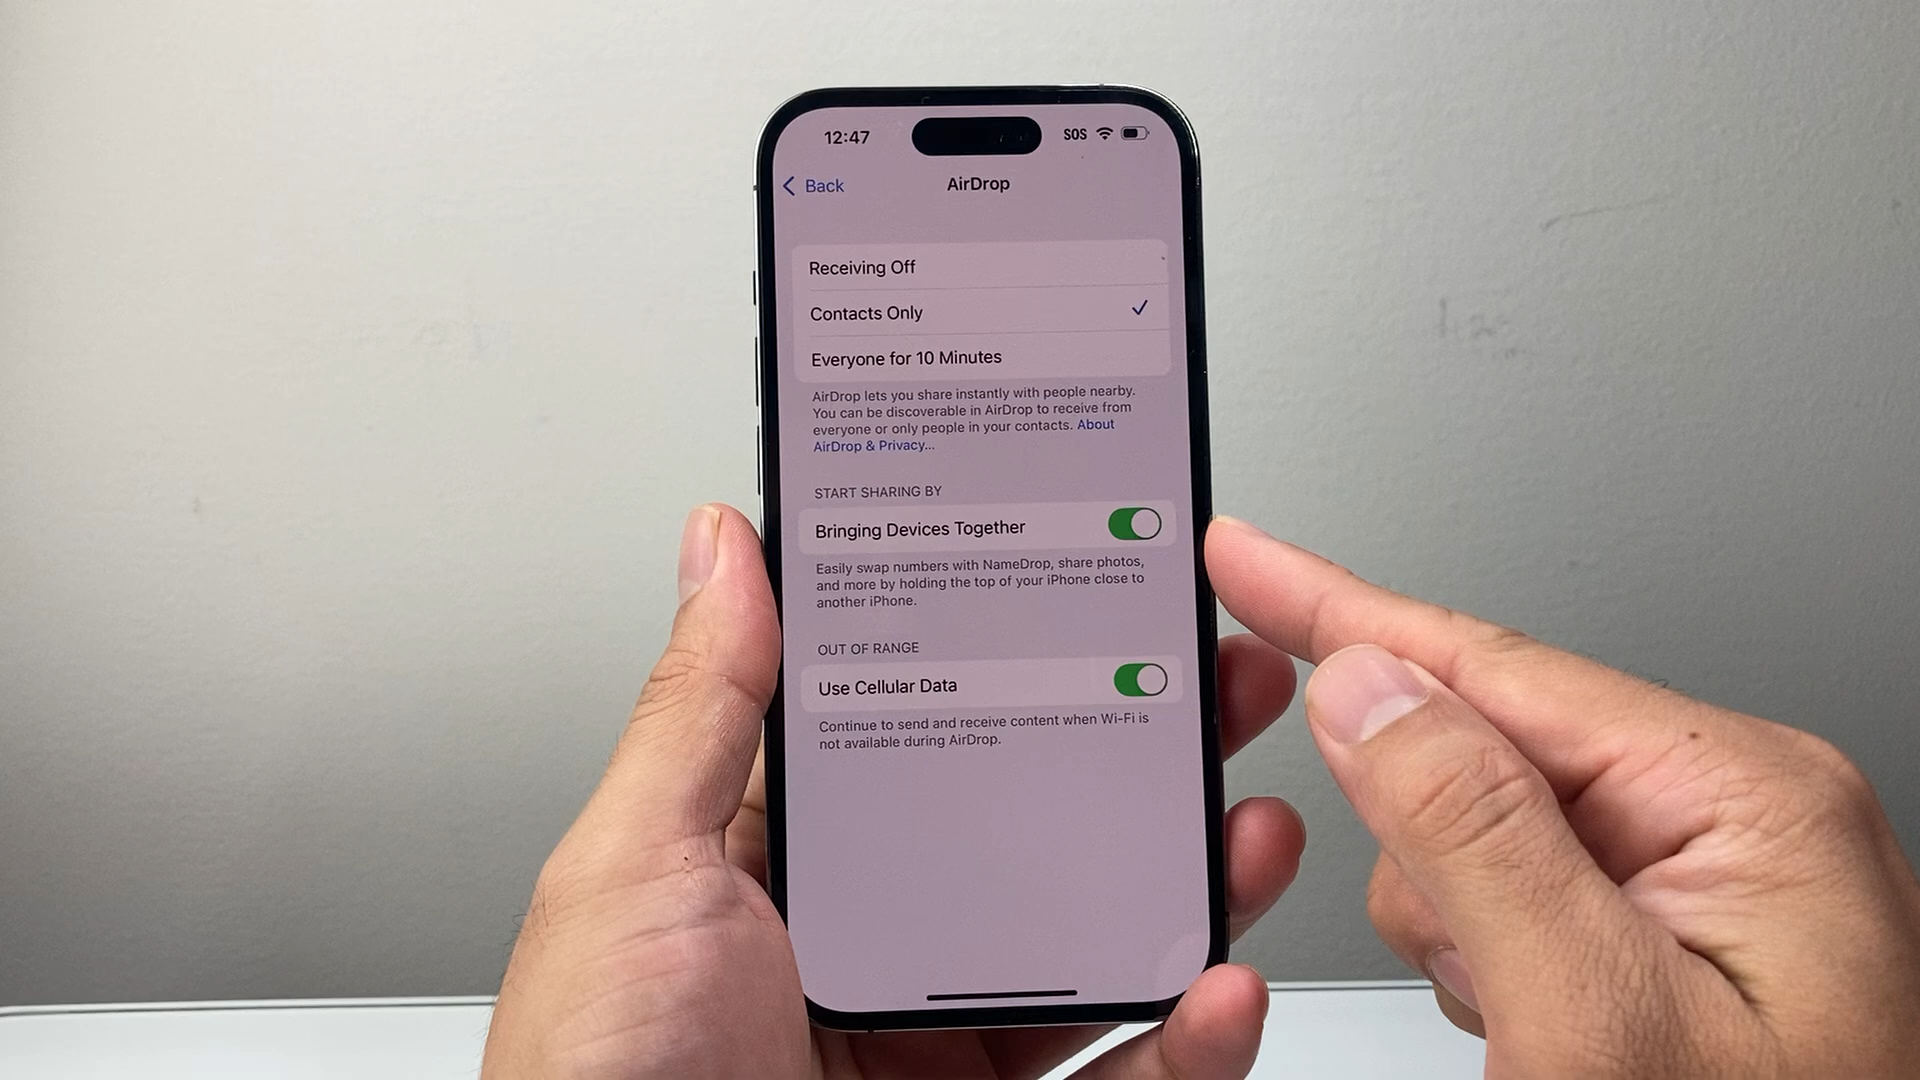 12:47
SOS
Back
AirDrop
Receiving Off
Contacts Only
Everyone for 10 Minutes
AirDrop lets you share instantly with people nearby.
You can be discoverable in AirDrop to receive from
everyone or only people in your contacts. About
AirDrop & Privacy...
START SHARING BY
Bringing Devices Together
Easily swap numbers with NameDrop, share photos,
and more by holding the top of your iPhone close to
another iPhone.
OUT OF RANGE
Use Cellular Data
Continue to send and receive content when Wi-Fi is
not available during AirDrop.